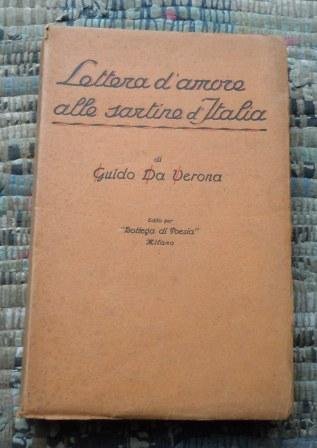 Lettera d'amore
alle sartine d'Italia
di
Guido Da Verona
Edito per
"Bottega di Poesia"
Milano